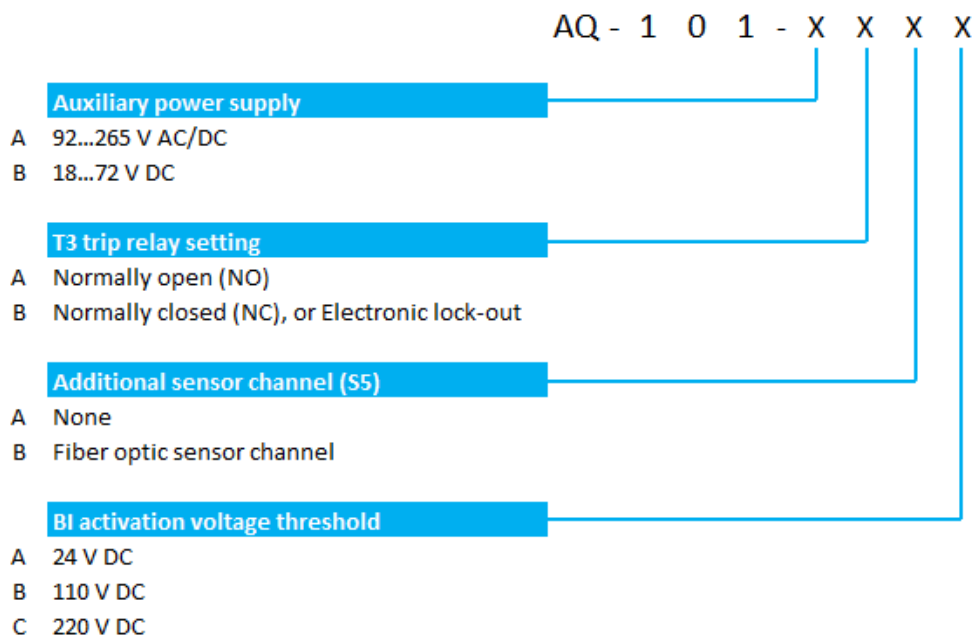 AQ - 1 0 1 - X X X X
Auxiliary power supply
A 92...265 V AC/DC
B 18...72 V DC
T3 trip relay setting
A Normally open (NO)
B Normally closed (NC), or Electronic lock-out
Additional sensor channel (S5)
A None
B Fiber optic sensor channel
BI activation voltage threshold
A 24 V DC
B 110 V DC
C 220 V DC